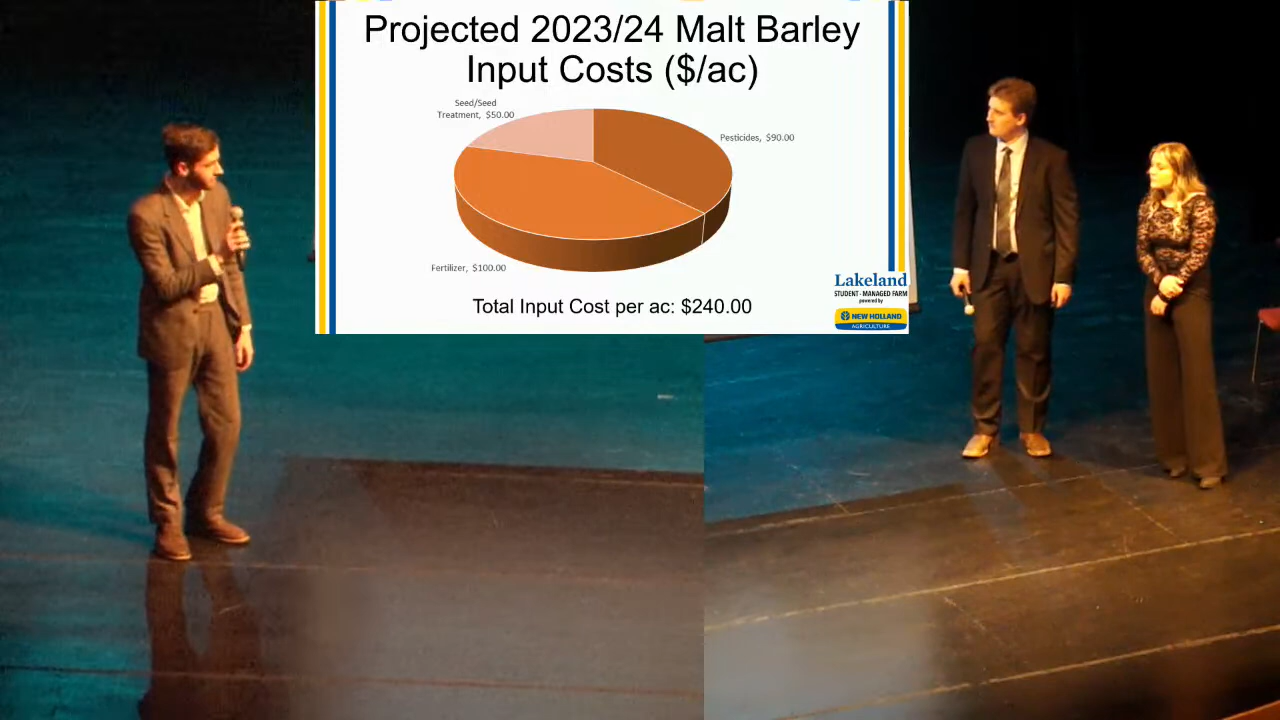 Projected 2023/24 Malt Barley
Input Costs ($/ac)
Seed/Seed
Treatment, $50.00
Pesticides, $90.00
Fertilizer, $100.00
Total Input Cost per ac: $240.00
Lakeland
STUDENT-MANAGED FARM
powered by
NEW HOLLAND
AGRICULTURE